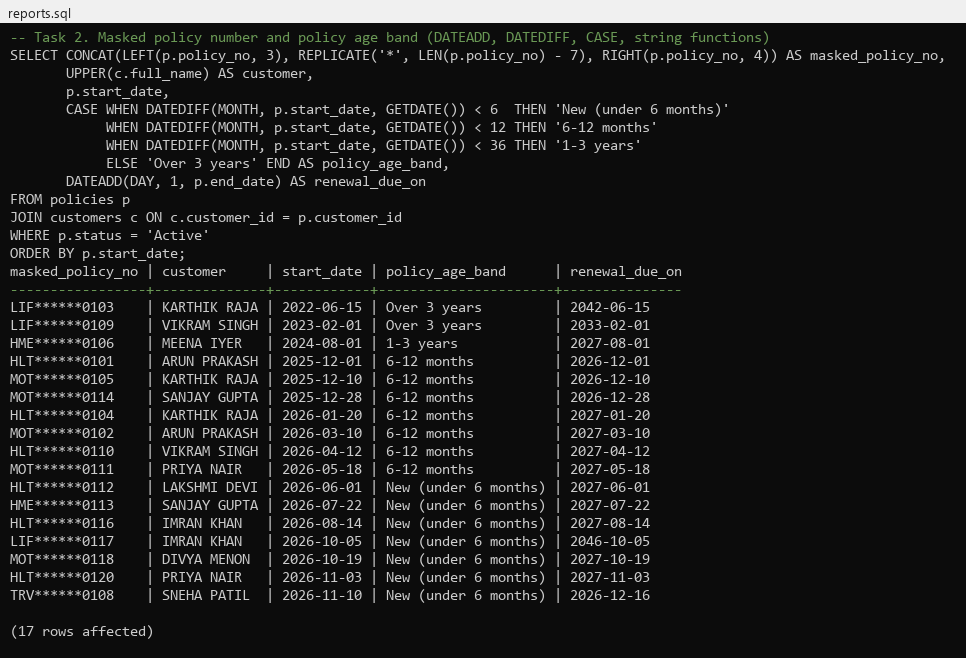 reports.sql
-- Task 2. Masked policy number and policy age band (DATEADD, DATEDIFF, CASE, string functions)
SELECT CONCAT(LEFT(p.policy_no, 3), REPLICATE('*', LEN(p.policy_no) - 7), RIGHT(p.policy_no, 4)) AS masked_policy_no,
       UPPER(c.full_name) AS customer,
       p.start_date,
       CASE WHEN DATEDIFF(MONTH, p.start_date, GETDATE()) < 6  THEN 'New (under 6 months)'
            WHEN DATEDIFF(MONTH, p.start_date, GETDATE()) < 12 THEN '6-12 months'
            WHEN DATEDIFF(MONTH, p.start_date, GETDATE()) < 36 THEN '1-3 years'
            ELSE 'Over 3 years' END AS policy_age_band,
       DATEADD(DAY, 1, p.end_date) AS renewal_due_on
FROM policies p
JOIN customers c ON c.customer_id = p.customer_id
WHERE p.status = 'Active'
ORDER BY p.start_date;
masked_policy_no | customer     | start_date | policy_age_band      | renewal_due_on
-----------------+--------------+------------+----------------------+---------------
LIF******0103    | KARTHIK RAJA | 2022-06-15 | Over 3 years         | 2042-06-15
LIF******0109    | VIKRAM SINGH | 2023-02-01 | Over 3 years         | 2033-02-01
HME******0106    | MEENA IYER   | 2024-08-01 | 1-3 years            | 2027-08-01
HLT******0101    | ARUN PRAKASH | 2025-12-01 | 6-12 months          | 2026-12-01
MOT******0105    | KARTHIK RAJA | 2025-12-10 | 6-12 months          | 2026-12-10
MOT******0114    | SANJAY GUPTA | 2025-12-28 | 6-12 months          | 2026-12-28
HLT******0104    | KARTHIK RAJA | 2026-01-20 | 6-12 months          | 2027-01-20
MOT******0102    | ARUN PRAKASH | 2026-03-10 | 6-12 months          | 2027-03-10
HLT******0110    | VIKRAM SINGH | 2026-04-12 | 6-12 months          | 2027-04-12
MOT******0111    | PRIYA NAIR   | 2026-05-18 | 6-12 months          | 2027-05-18
HLT******0112    | LAKSHMI DEVI | 2026-06-01 | New (under 6 months) | 2027-06-01
HME******0113    | SANJAY GUPTA | 2026-07-22 | New (under 6 months) | 2027-07-22
HLT******0116    | IMRAN KHAN   | 2026-08-14 | New (under 6 months) | 2027-08-14
LIF******0117    | IMRAN KHAN   | 2026-10-05 | New (under 6 months) | 2046-10-05
MOT******0118    | DIVYA MENON  | 2026-10-19 | New (under 6 months) | 2027-10-19
HLT******0120    | PRIYA NAIR   | 2026-11-03 | New (under 6 months) | 2027-11-03
TRV******0108    | SNEHA PATIL  | 2026-11-10 | New (under 6 months) | 2026-12-16
(17 rows affected)